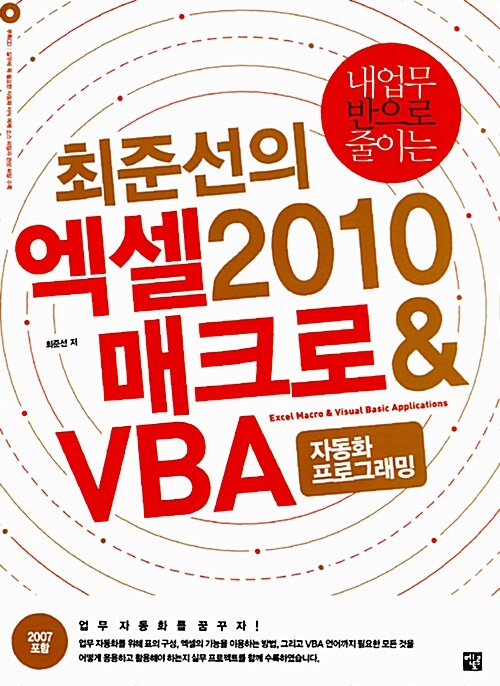 내업무
반으로
줄이는
최준선의
엑셀2010
매크로&
최준선 저
Excel Macro & Visual Basic Applications
VBA
자동화
프로그래밍
2007
포함
업무 자동화를 꿈꾸자!
업무 자동화를 위해 표의 구성, 엑셀의 기능을 이용하는 방법, 그리고 VBA 언어까지 필요한 모든 것을
어떻게 응용하고 활용해야 하는지 실무 프로젝트를 함께 수록하였습니다.